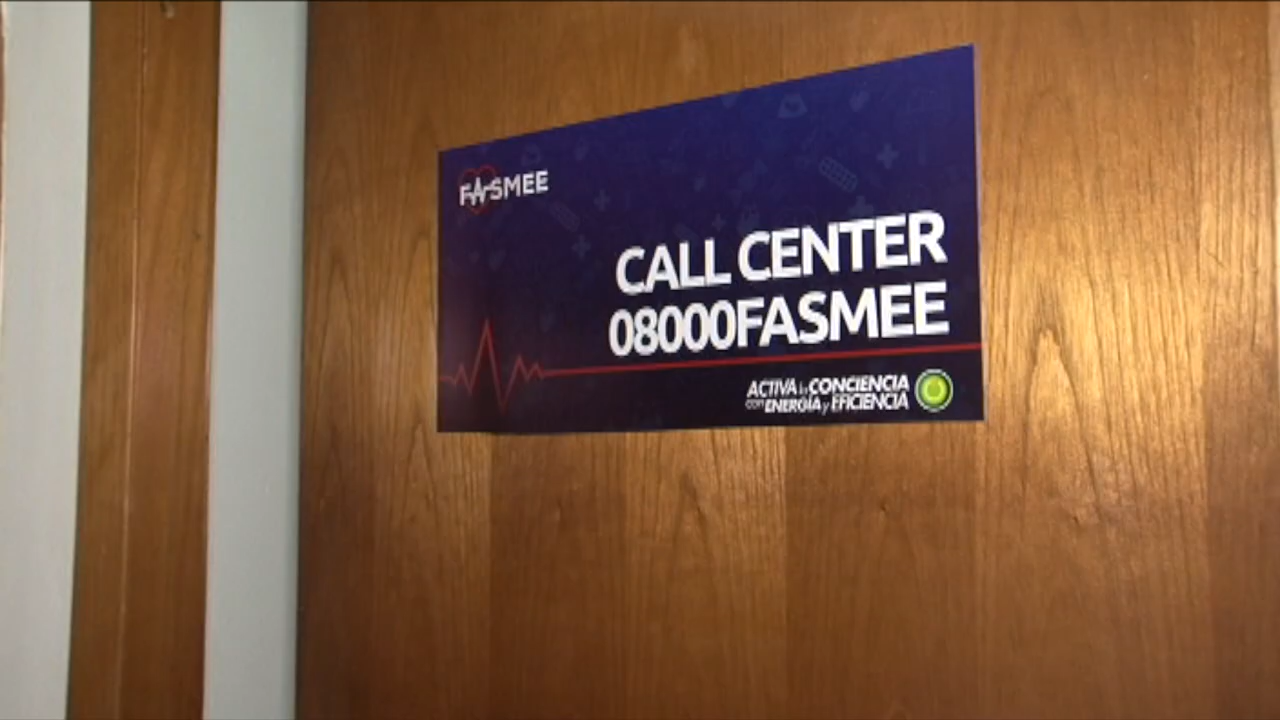 FASMEE
CALL CENTER
08000FASMEE
ACTIVA la CONCIENCIA
con ENERGÍA y EFICIENCIA